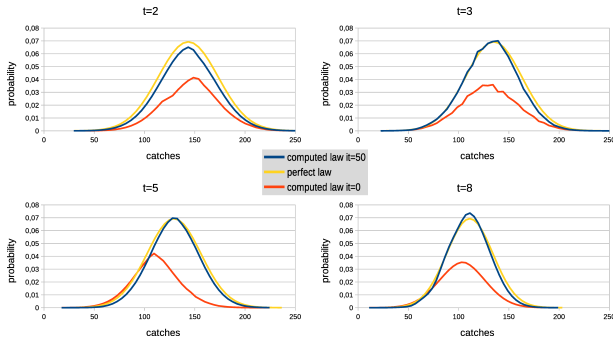 t=2
0,08
0,07
0,06
0,05
0,04
0,03
0,02
0,01
0
probability
0 50 100 150 200 250
catches
t=3
0,08
0,07
0,06
0,05
0,04
0,03
0,02
0,01
0
probability
0 50 100 150 200 250
catches
computed law it=50
perfect law
computed law it=0
t=5
0,08
0,07
0,06
0,05
0,04
0,03
0,02
0,01
0
probability
0 50 100 150 200 250
catches
t=8
0,08
0,07
0,06
0,05
0,04
0,03
0,02
0,01
0
probability
0 50 100 150 200 250
catches